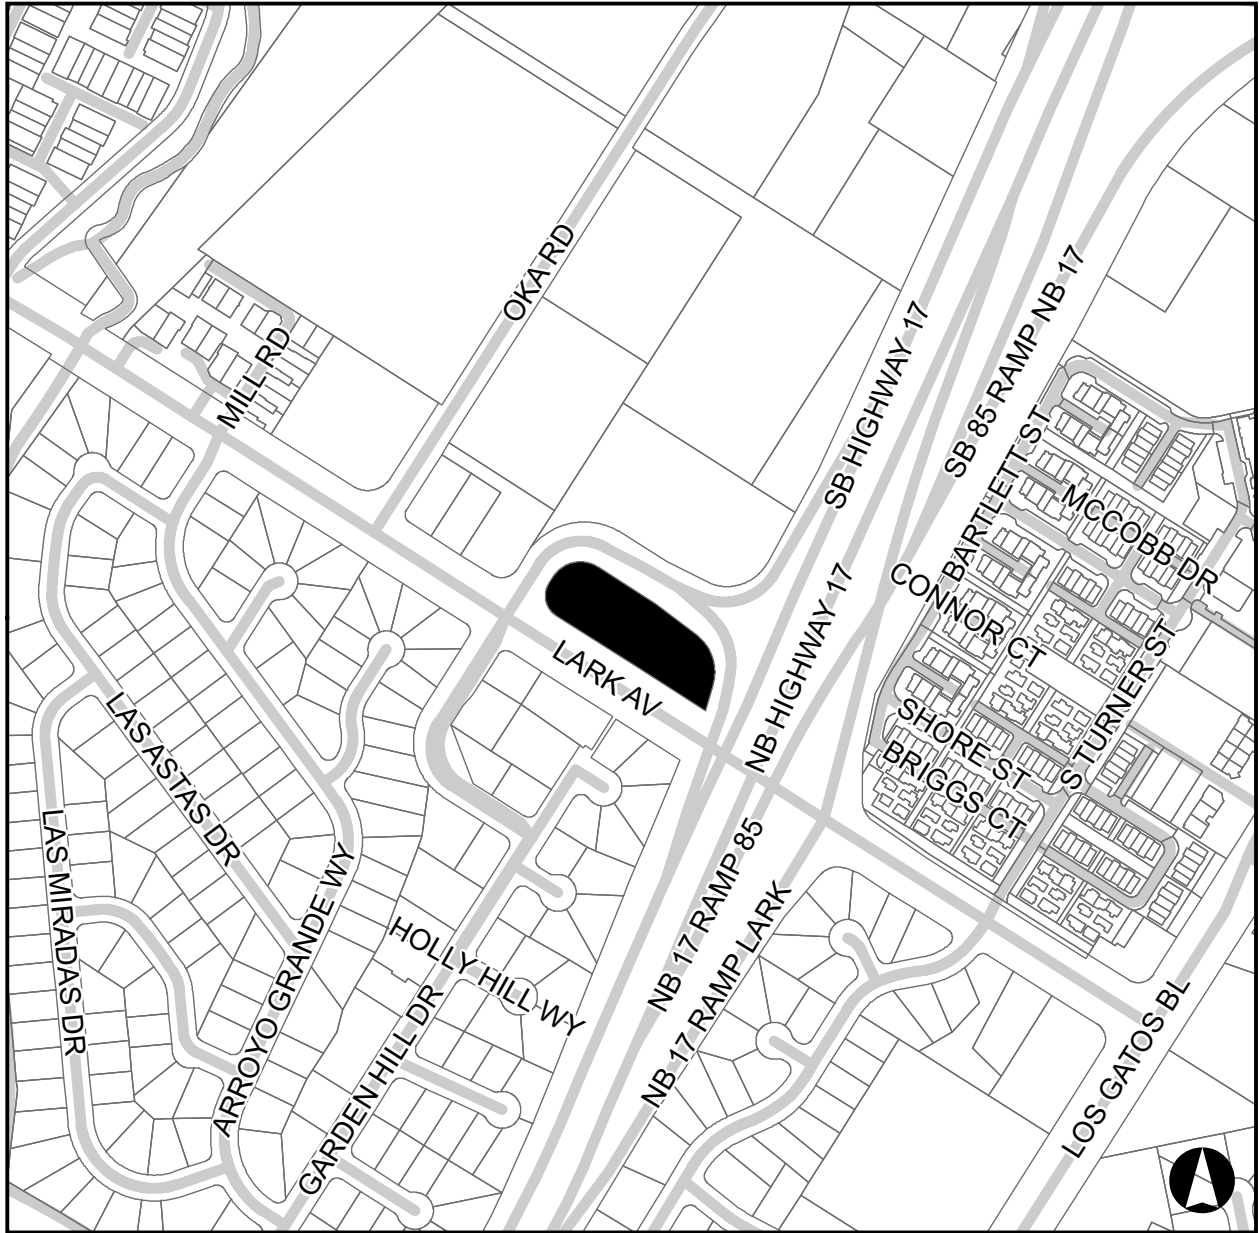 OKA RD
MILL RD
SB HIGHWAY 17
SB 85 RAMP NB 17
BARTLETT ST
MCCOBB DR
CONNOR CT
NB HIGHWAY 17
LARK AV
S TURNER ST
SHORE ST
BRIGGS CT
LAS ASTAS DR
LAS MIRADAS DR
ARROYO GRANDE WY
HOLLY HILL WY
GARDEN HILL DR
NB 17 RAMP 85
NB 17 RAMP LARK
LOS GATOS BL